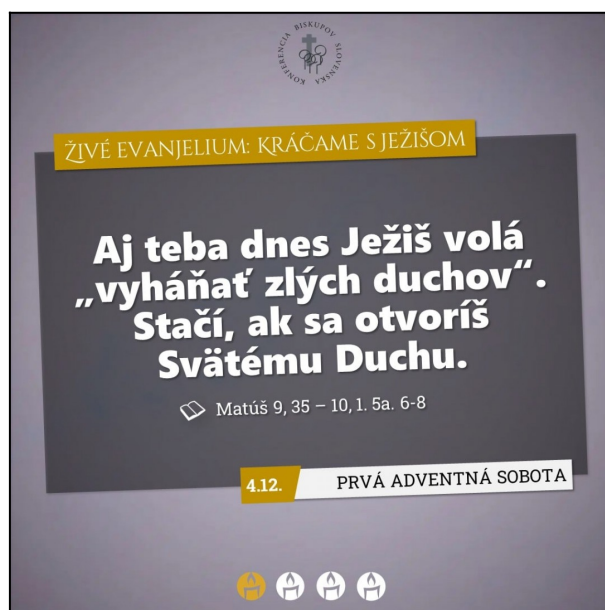 KONFERENCIA BISKUPOV SLOVENSKA
ŽIVÉ EVANJELIUM: KRÁČAME S JEŽIŠOM
Aj teba dnes Ježiš volá
„vyháňať zlých duchov“.
Stačí, ak sa otvoríš
Svätému Duchu.
Matúš 9, 35 – 10, 1. 5a. 6-8
4.12. PRVÁ ADVENTNÁ SOBOTA